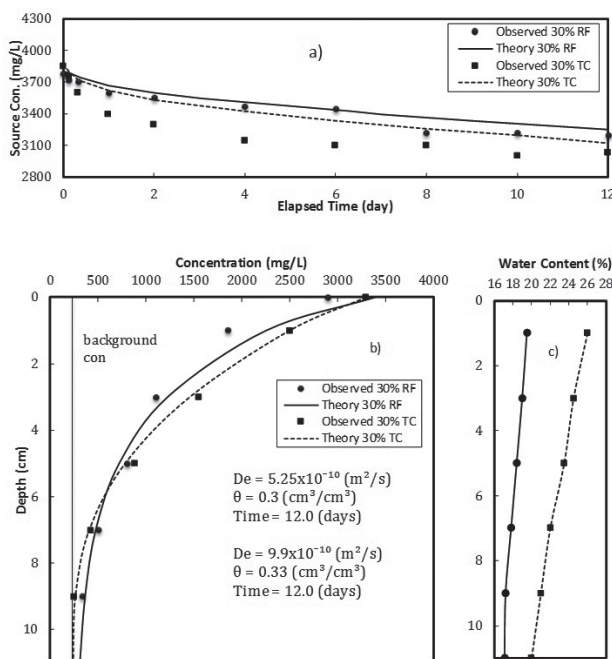 4300
4000
3700
3400
3100
2800
Source Con. (mg/L)
a)
Observed 30% RF
Theory 30% RF
Observed 30% TC
Theory 30% TC
0 2 4 6 8 10 12
Elapsed Time (day)
Concentration (mg/L)
0 500 1000 1500 2000 2500 3000 3500 4000
0
2
4
6
8
10
Depth (cm)
background
con
b)
Observed 30% RF
Theory 30% RF
Observed 30% TC
Theory 30% TC
De = 5.25x10⁻¹⁰ (m²/s)
θ = 0.3 (cm³/cm³)
Time = 12.0 (days)
De = 9.9x10⁻¹⁰ (m²/s)
θ = 0.33 (cm³/cm³)
Time = 12.0 (days)
Water Content (%)
16 18 20 22 24 26 28
0
2
4
6
8
10
c)